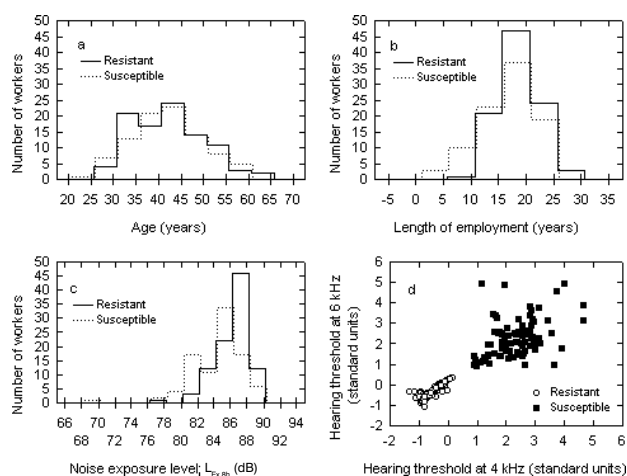 a
Resistant
Susceptible
Number of workers
50
45
40
35
30
25
20
15
10
5
0
20 25 30 35 40 45 50 55 60 65 70
Age (years)
b
Resistant
Susceptible
Number of workers
50
45
40
35
30
25
20
15
10
5
0
-5 0 5 10 15 20 25 30 35
Length of employment (years)
c
Resistant
Susceptible
Number of workers
50
45
40
35
30
25
20
15
10
5
0
66 70 74 78 82 86 90 94
68 72 76 80 84 88 92
Noise exposure level; L Ex,8h (dB)
d
Hearing threshold at 6 kHz
(standard units)
6
5
4
3
2
1
0
-1
-2
Resistant
Susceptible
-2 -1 0 1 2 3 4 5 6
Hearing threshold at 4 kHz (standard units)